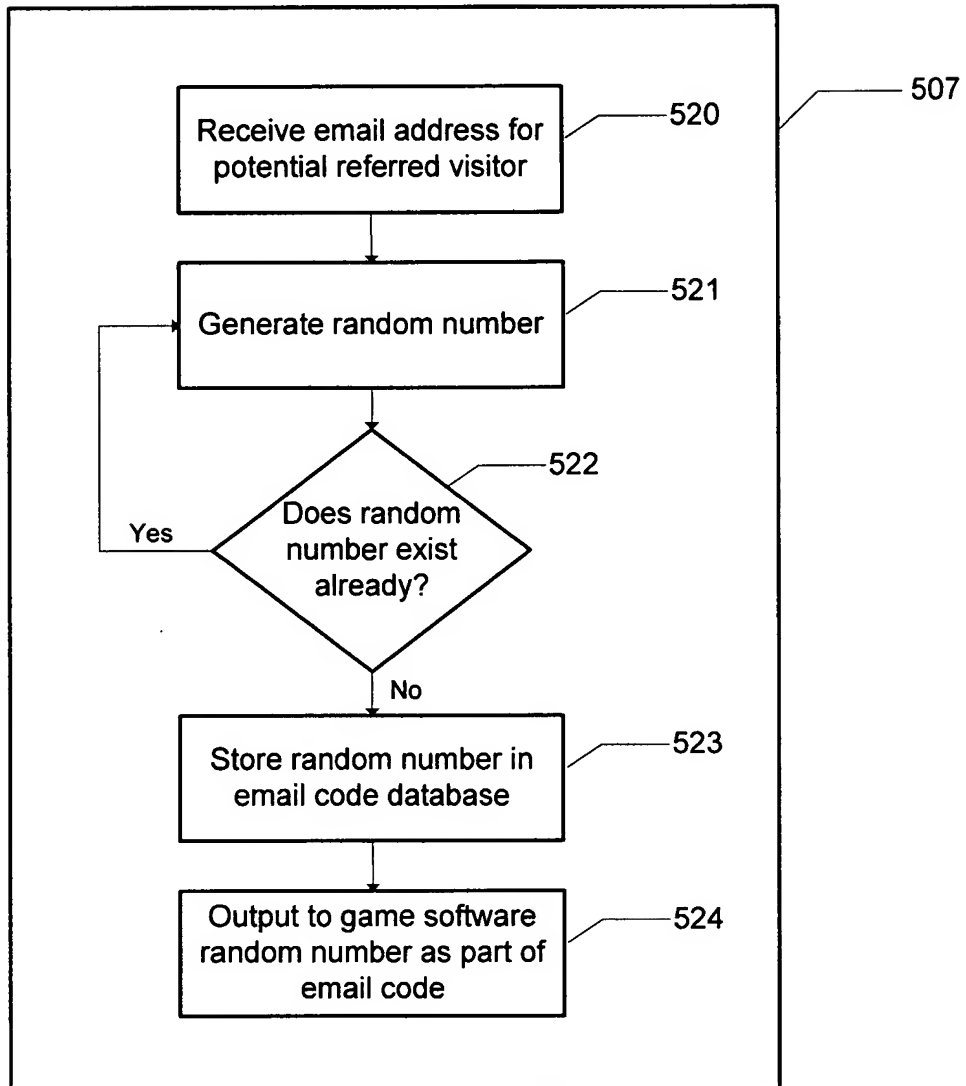 507
520
Receive email address for
potential referred visitor
521
Generate random number
522
Does random
number exist
already?
Yes
No
523
Store random number in
email code database
524
Output to game software
random number as part of
email code